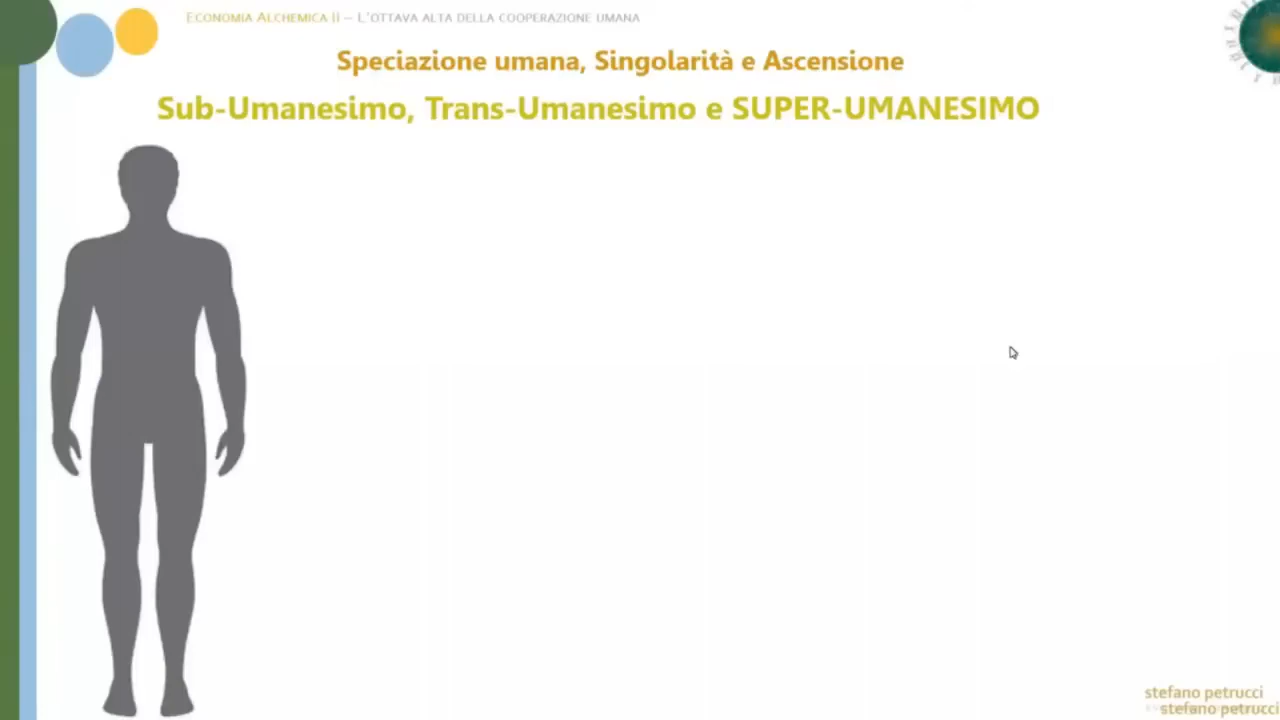 ECONOMIA ALCHEMICA II – L'OTTAVA ALTA DELLA COOPERAZIONE UMANA
Speciazione umana, Singolarità e Ascensione
Sub-Umanesimo, Trans-Umanesimo e SUPER-UMANESIMO
stefano petrucci
stefano petrucci